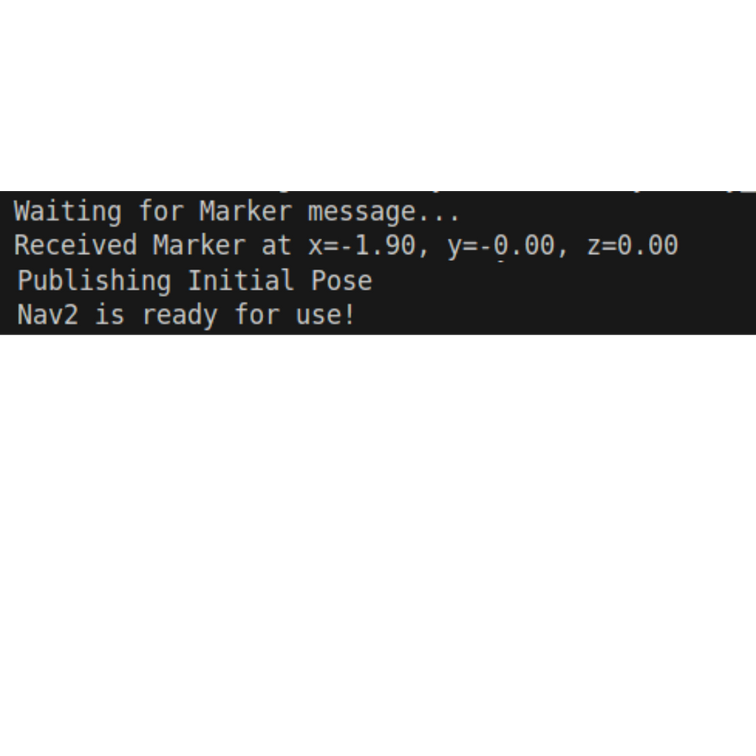 Waiting for Marker message...
Received Marker at x=-1.90, y=-0.00, z=0.00
Publishing Initial Pose
Nav2 is ready for use!